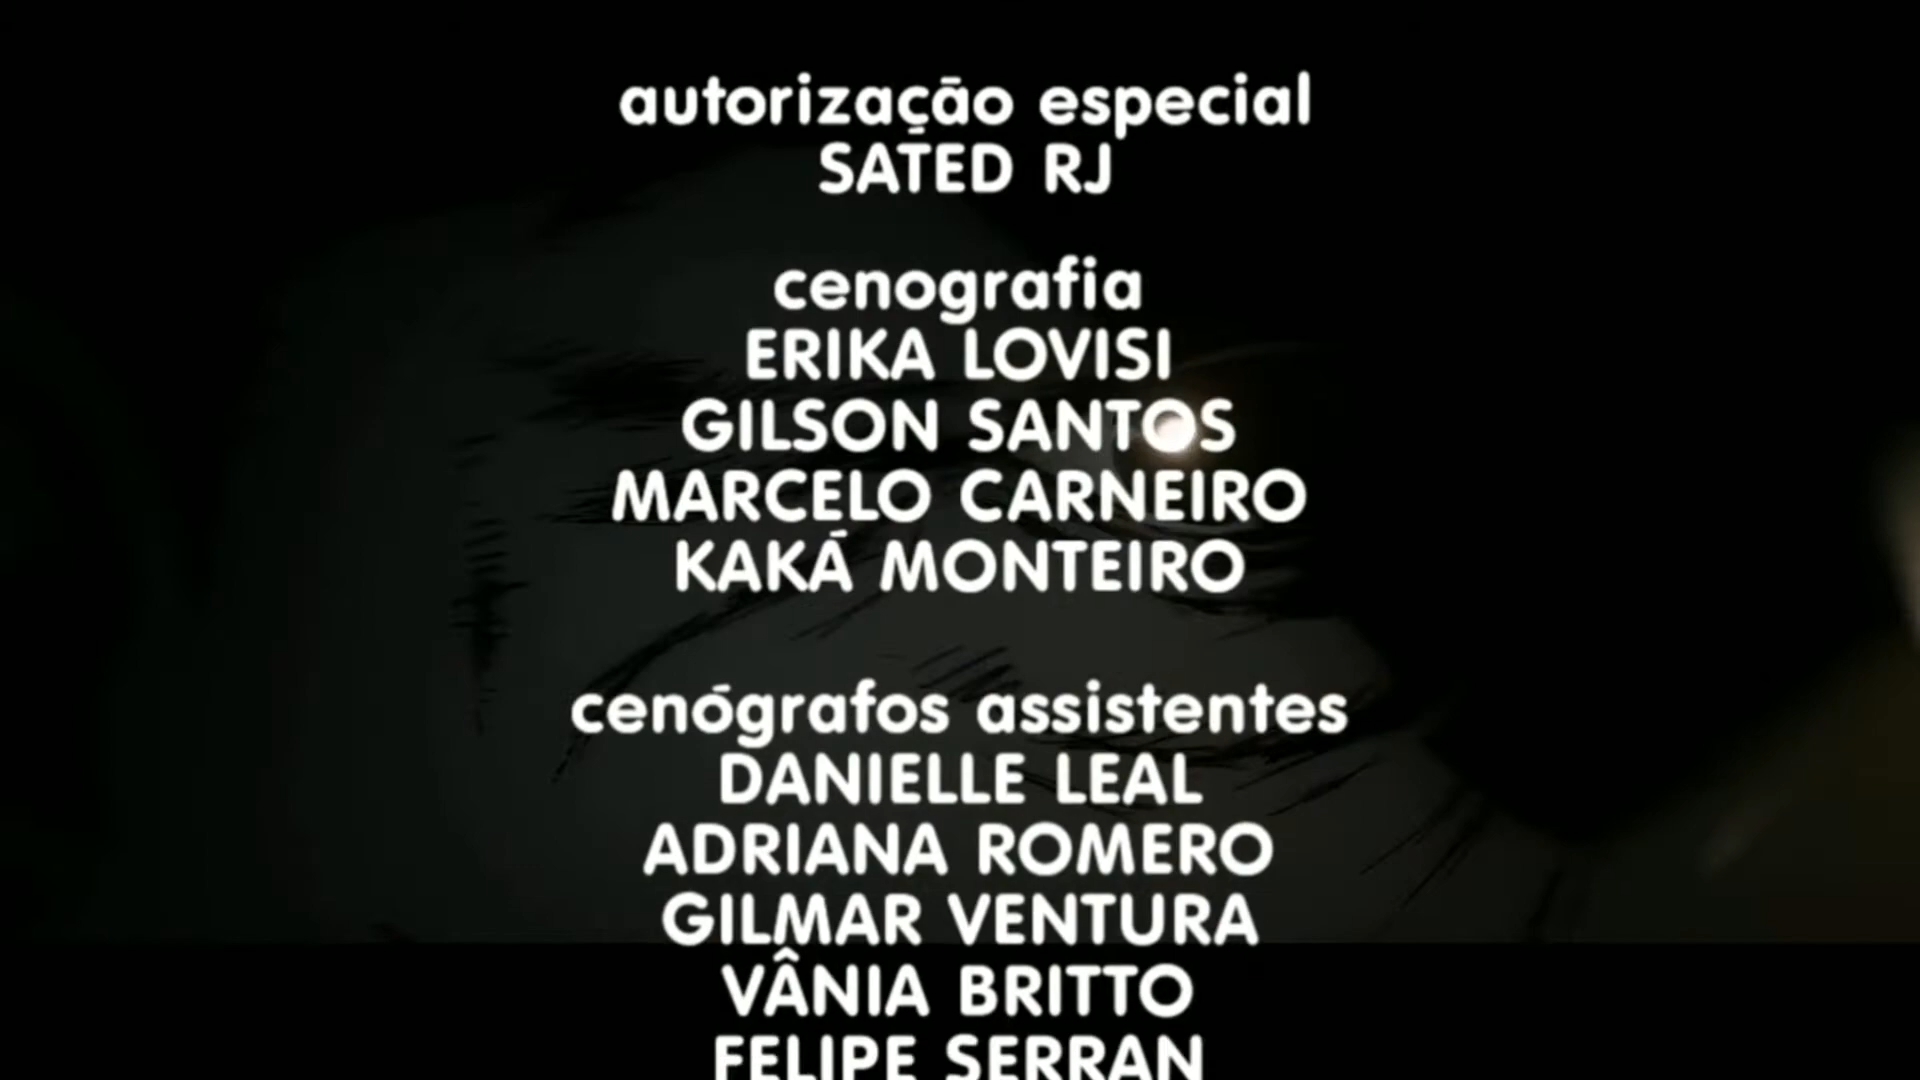 autorização especial
SATED RJ
cenografia
ERIKA LOVISI
GILSON SANTOS
MARCELO CARNEIRO
KAKÁ MONTEIRO
cenógrafos assistentes
DANIELLE LEAL
ADRIANA ROMERO
GILMAR VENTURA
VÂNIA BRITTO
FELIPE SERRAN